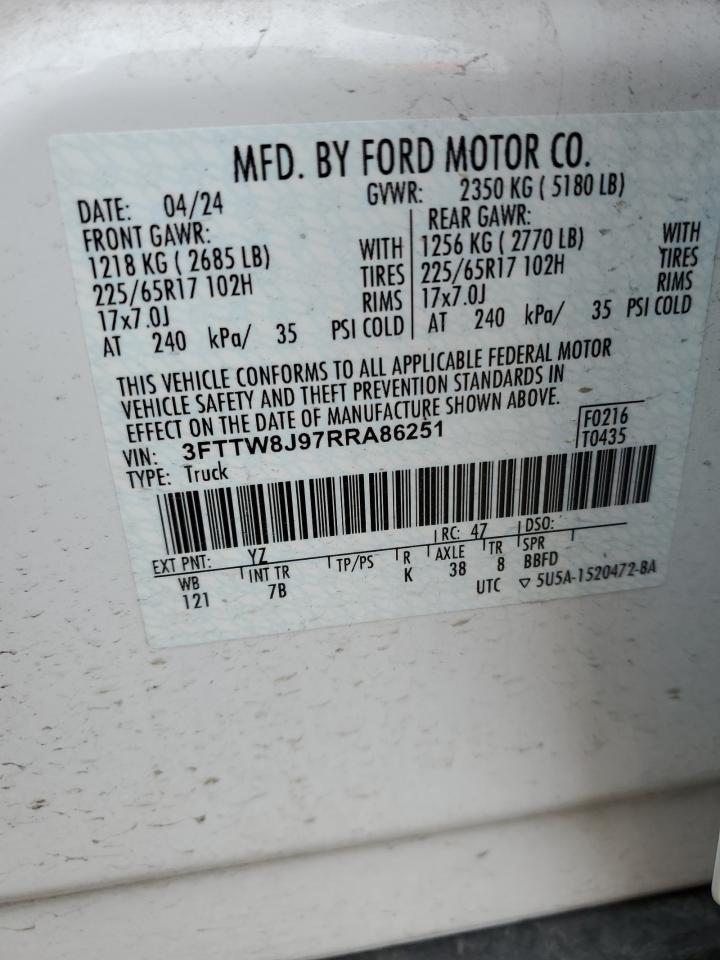 MFD. BY FORD MOTOR CO.
DATE: 04/24 GVWR: 2350 KG ( 5180 LB)
FRONT GAWR: REAR GAWR:
1218 KG ( 2685 LB) WITH 1256 KG ( 2770 LB) WITH
225/65R17 102H TIRES 225/65R17 102H TIRES
17x7.0J RIMS 17x7.0J RIMS
AT 240 kPa/ 35 PSI COLD AT 240 kPa/ 35 PSI COLD
THIS VEHICLE CONFORMS TO ALL APPLICABLE FEDERAL MOTOR
VEHICLE SAFETY AND THEFT PREVENTION STANDARDS IN
EFFECT ON THE DATE OF MANUFACTURE SHOWN ABOVE.
VIN: 3FTTW8J97RRA86251 F0216
TYPE: Truck T0435
EXT PNT: YZ RC: 47 DSO:
WB INT TR TP/PS R AXLE TR SPR
121 7B K 38 8 BBFD
UTC ▽ 5U5A-1520472-BA